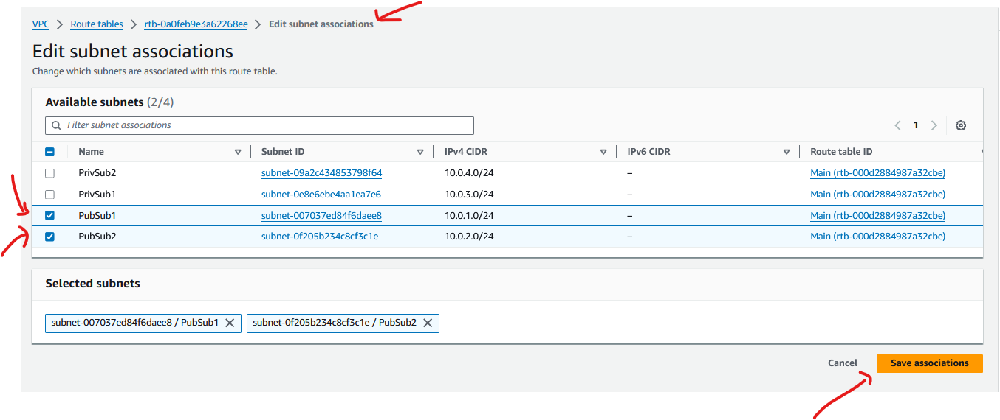 VPC > Route tables > rtb-0a0feb9e3a62268ee > Edit subnet associations
Edit subnet associations
Change which subnets are associated with this route table.
Available subnets (2/4)
Filter subnet associations
1
Name Subnet ID IPv4 CIDR IPv6 CIDR Route table ID
PrivSub2 subnet-09a2c434853798f64 10.0.4.0/24 – Main (rtb-000d2884987a32cbe)
PrivSub1 subnet-0e8e6ebe4aa1ea7e6 10.0.3.0/24 – Main (rtb-000d2884987a32cbe)
PubSub1 subnet-007037ed84f6daee8 10.0.1.0/24 – Main (rtb-000d2884987a32cbe)
PubSub2 subnet-0f205b234c8cf3c1e 10.0.2.0/24 – Main (rtb-000d2884987a32cbe)
Selected subnets
subnet-007037ed84f6daee8 / PubSub1 subnet-0f205b234c8cf3c1e / PubSub2
Cancel Save associations